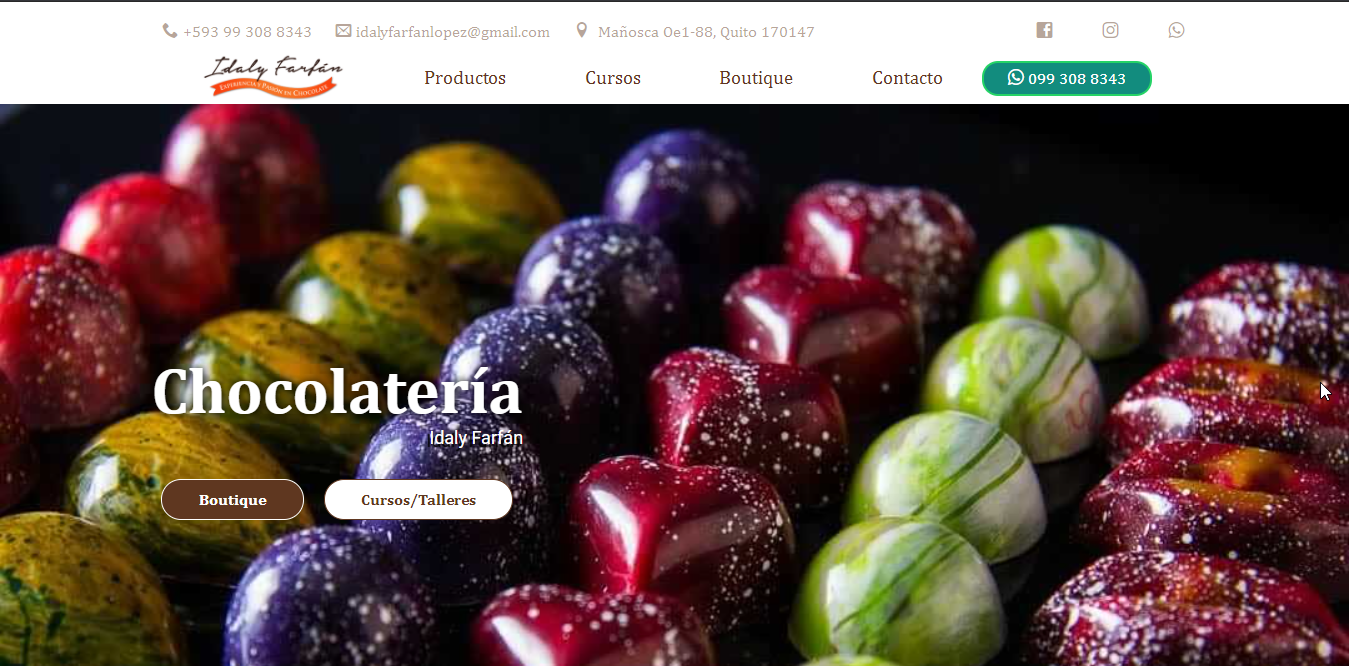 +593 99 308 8343
idalyfarfanlopez@gmail.com
Mañosca Oe1-88, Quito 170147
Idaly Farfán
Experiencia y Pasión en Chocolate
Productos
Cursos
Boutique
Contacto
099 308 8343
Chocolatería
Idaly Farfán
Boutique
Cursos/Talleres